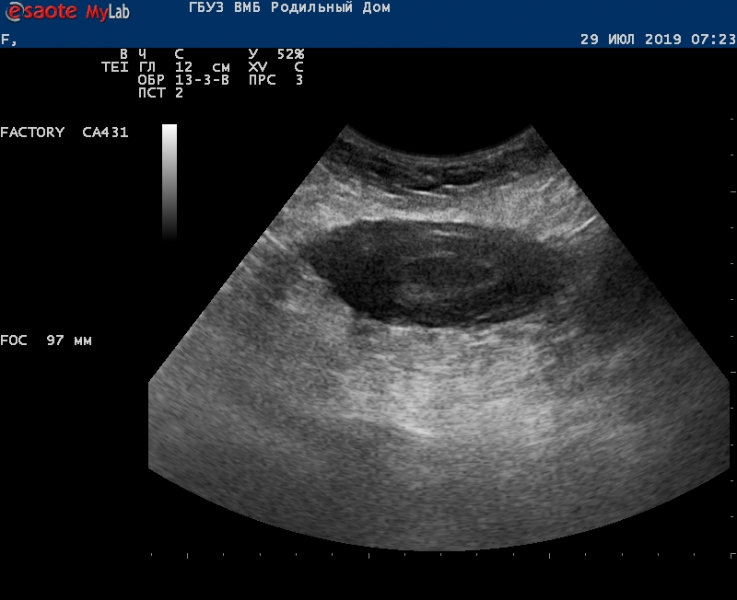 esaote MyLab
ГБУЗ ВМБ Родильный Дом
F,
29 ИЮЛ 2019 07:23
В Ч С У 52%
TEI ГЛ 12 см XV С
ОБР 13-3-В ПРС 3
ПСТ 2
FACTORY CA431
FOC 97 мм